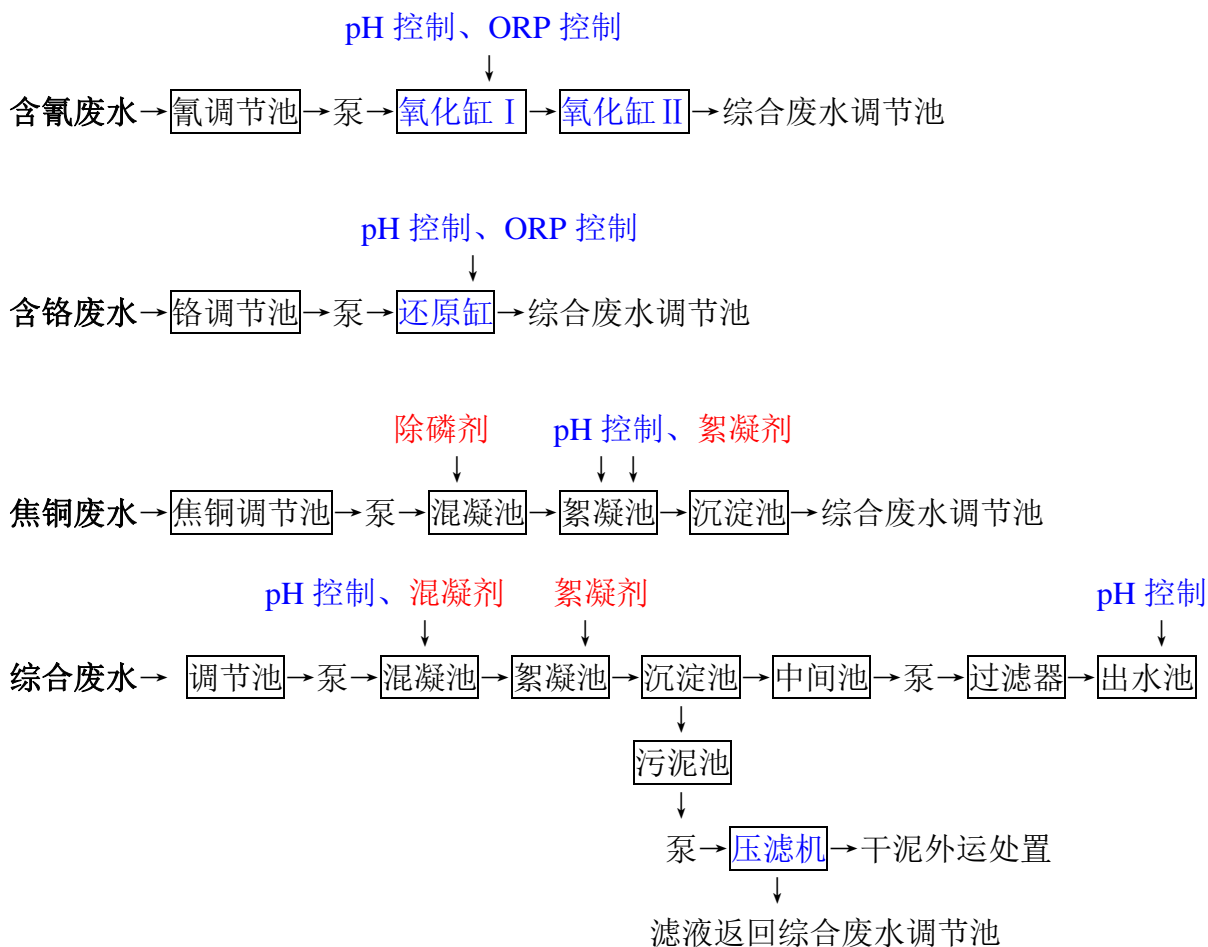 pH 控制、ORP 控制
↓
含氰废水→氰调节池→泵→氧化缸Ⅰ→氧化缸Ⅱ→综合废水调节池
pH 控制、ORP 控制
↓
含铬废水→铬调节池→泵→还原缸→综合废水调节池
除磷剂 pH 控制、絮凝剂
↓ ↓ ↓
焦铜废水→焦铜调节池→泵→混凝池→絮凝池→沉淀池→综合废水调节池
pH 控制、混凝剂 絮凝剂 pH 控制
↓ ↓ ↓
综合废水→ 调节池→泵→混凝池→絮凝池→沉淀池→中间池→泵→过滤器→出水池
↓
污泥池
↓
泵→压滤机→干泥外运处置
↓
滤液返回综合废水调节池